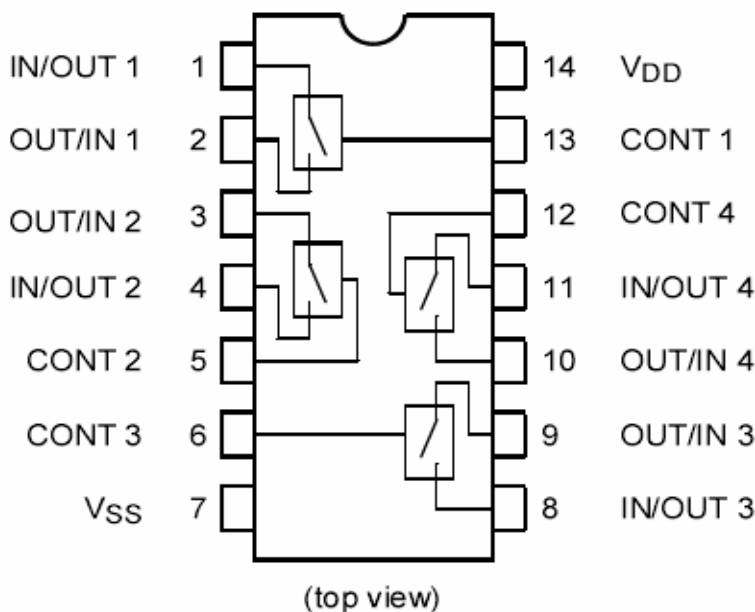 IN/OUT 1 1 14 VDD
OUT/IN 1 2 13 CONT 1
OUT/IN 2 3 12 CONT 4
IN/OUT 2 4 11 IN/OUT 4
CONT 2 5 10 OUT/IN 4
CONT 3 6 9 OUT/IN 3
VSS 7 8 IN/OUT 3
(top view)